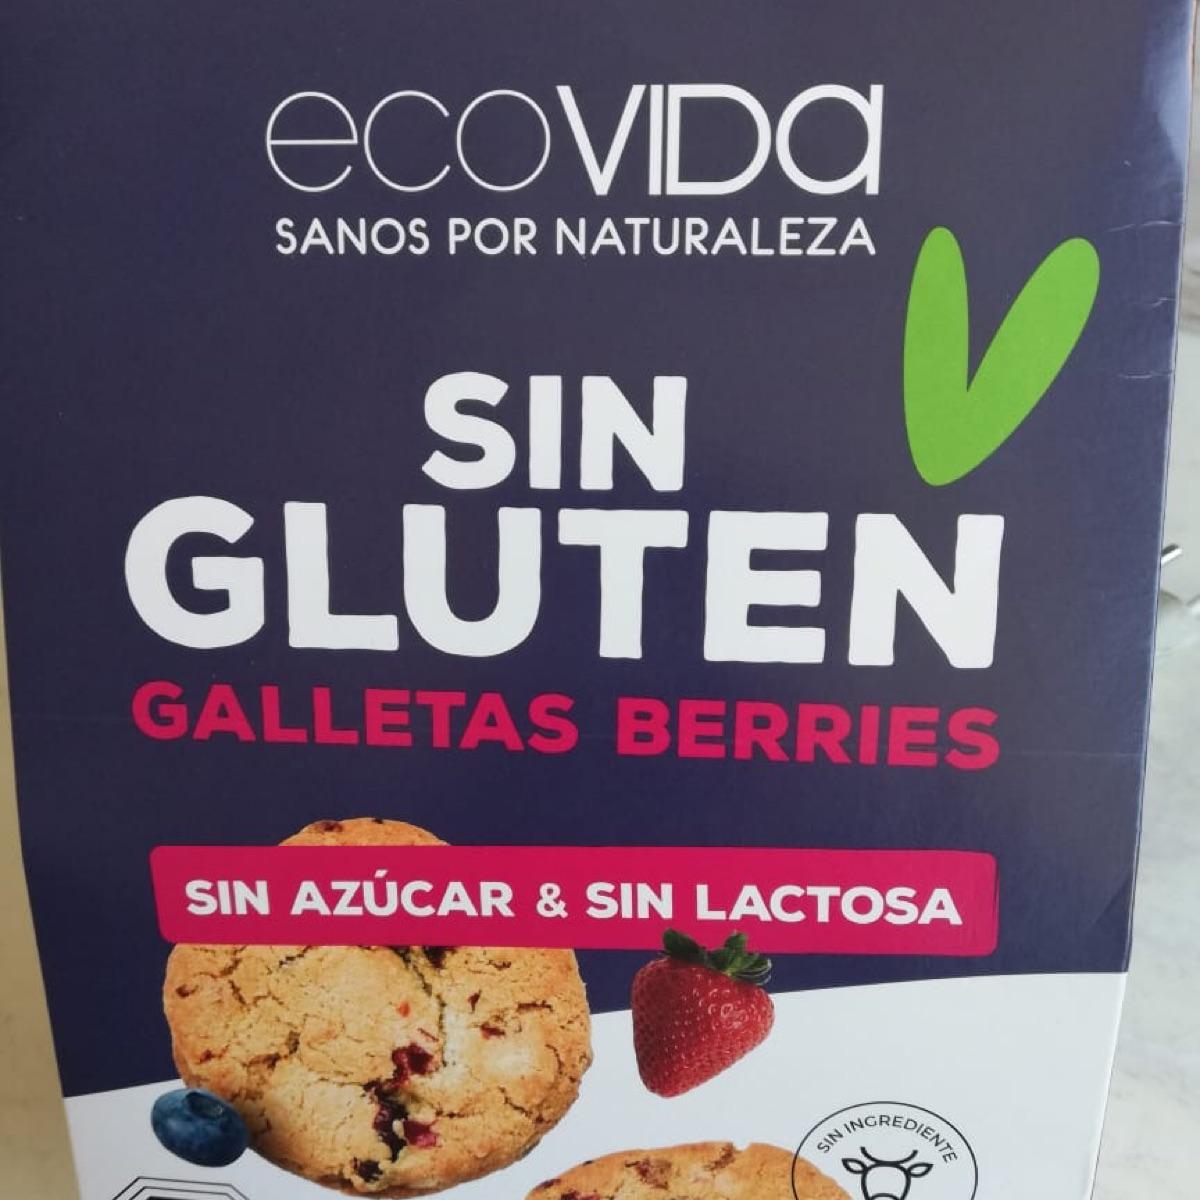 ecoVIDa
SANOS POR NATURALEZA
SIN
GLUTEN
GALLETAS BERRIES
SIN AZÚCAR & SIN LACTOSA
SIN INGREDIENTE